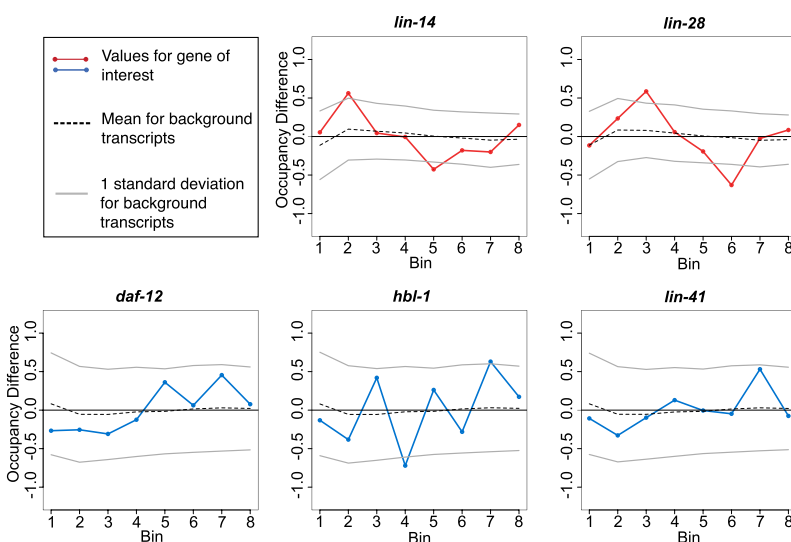 Values for gene of
interest
Mean for background
transcripts
1 standard deviation
for background
transcripts
lin-14
Occupancy Difference
1.0
0.5
0.0
-0.5
-1.0
1 2 3 4 5 6 7 8
Bin
lin-28
1.0
0.5
0.0
-0.5
-1.0
1 2 3 4 5 6 7 8
Bin
daf-12
Occupancy Difference
1.0
0.5
0.0
-0.5
-1.0
1 2 3 4 5 6 7 8
Bin
hbl-1
1.0
0.5
0.0
-0.5
-1.0
1 2 3 4 5 6 7 8
Bin
lin-41
1.0
0.5
0.0
-0.5
-1.0
1 2 3 4 5 6 7 8
Bin